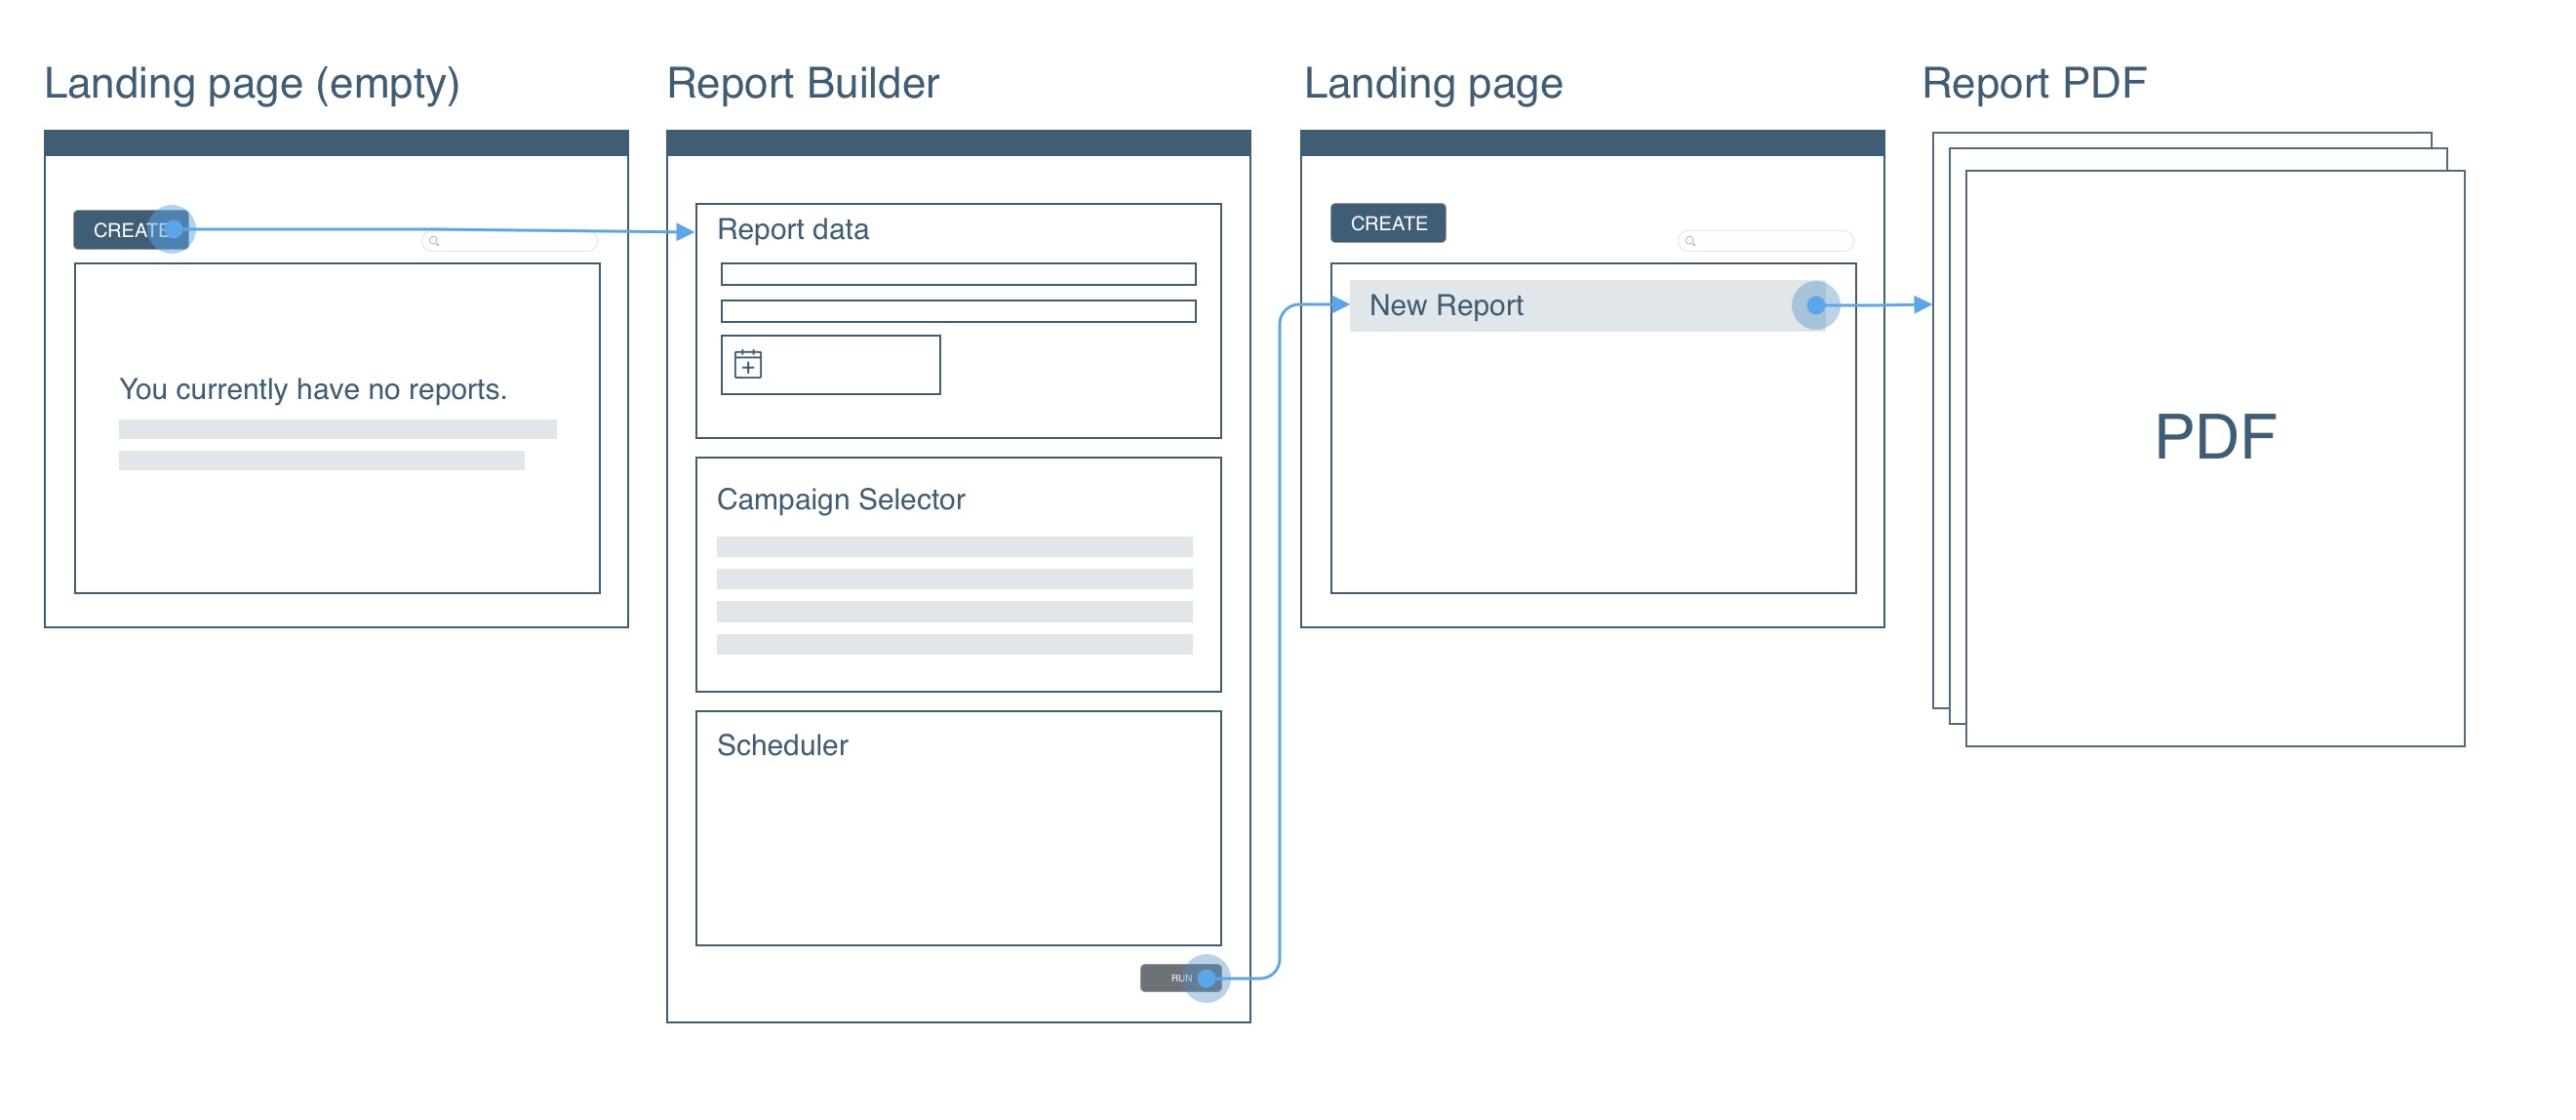 Landing page (empty)
CREATE
You currently have no reports.
Report Builder
Report data
Campaign Selector
Scheduler
RUN
Landing page
CREATE
New Report
Report PDF
PDF